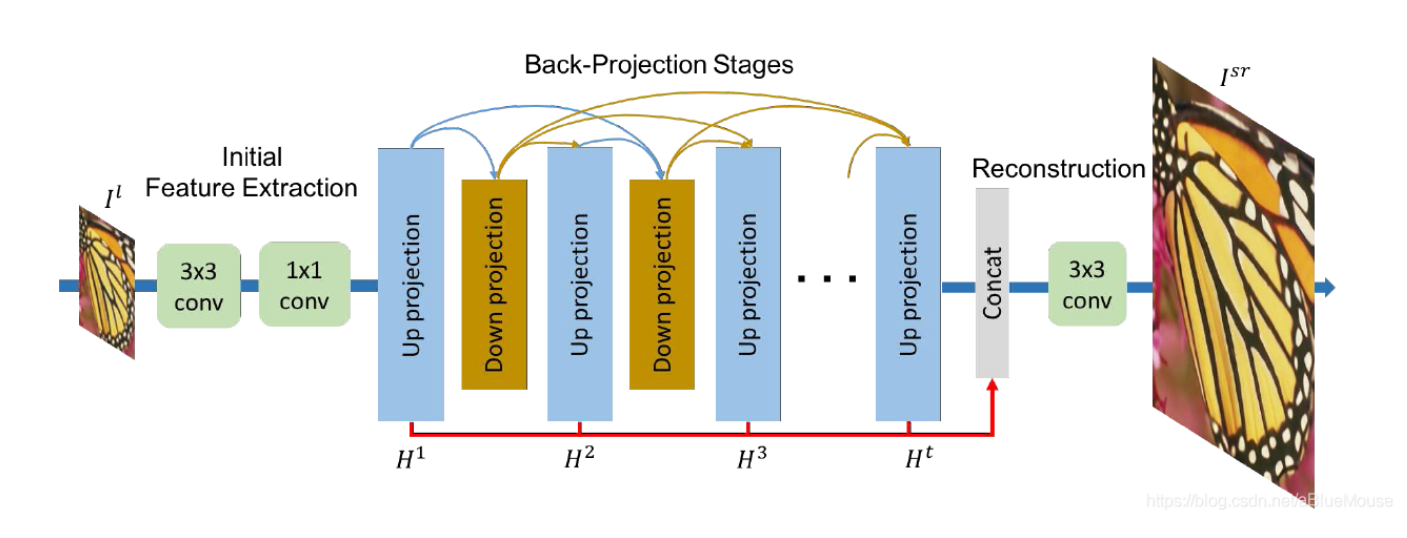 Back-Projection Stages
Initial
Feature Extraction
I^l
3x3
conv
1x1
conv
Up projection
Down projection
Up projection
Down projection
Up projection
. . .
Up projection
H^1
H^2
H^3
H^t
Reconstruction
Concat
3x3
conv
I^{sr}
https://blog.csdn.net/aBlueMouse